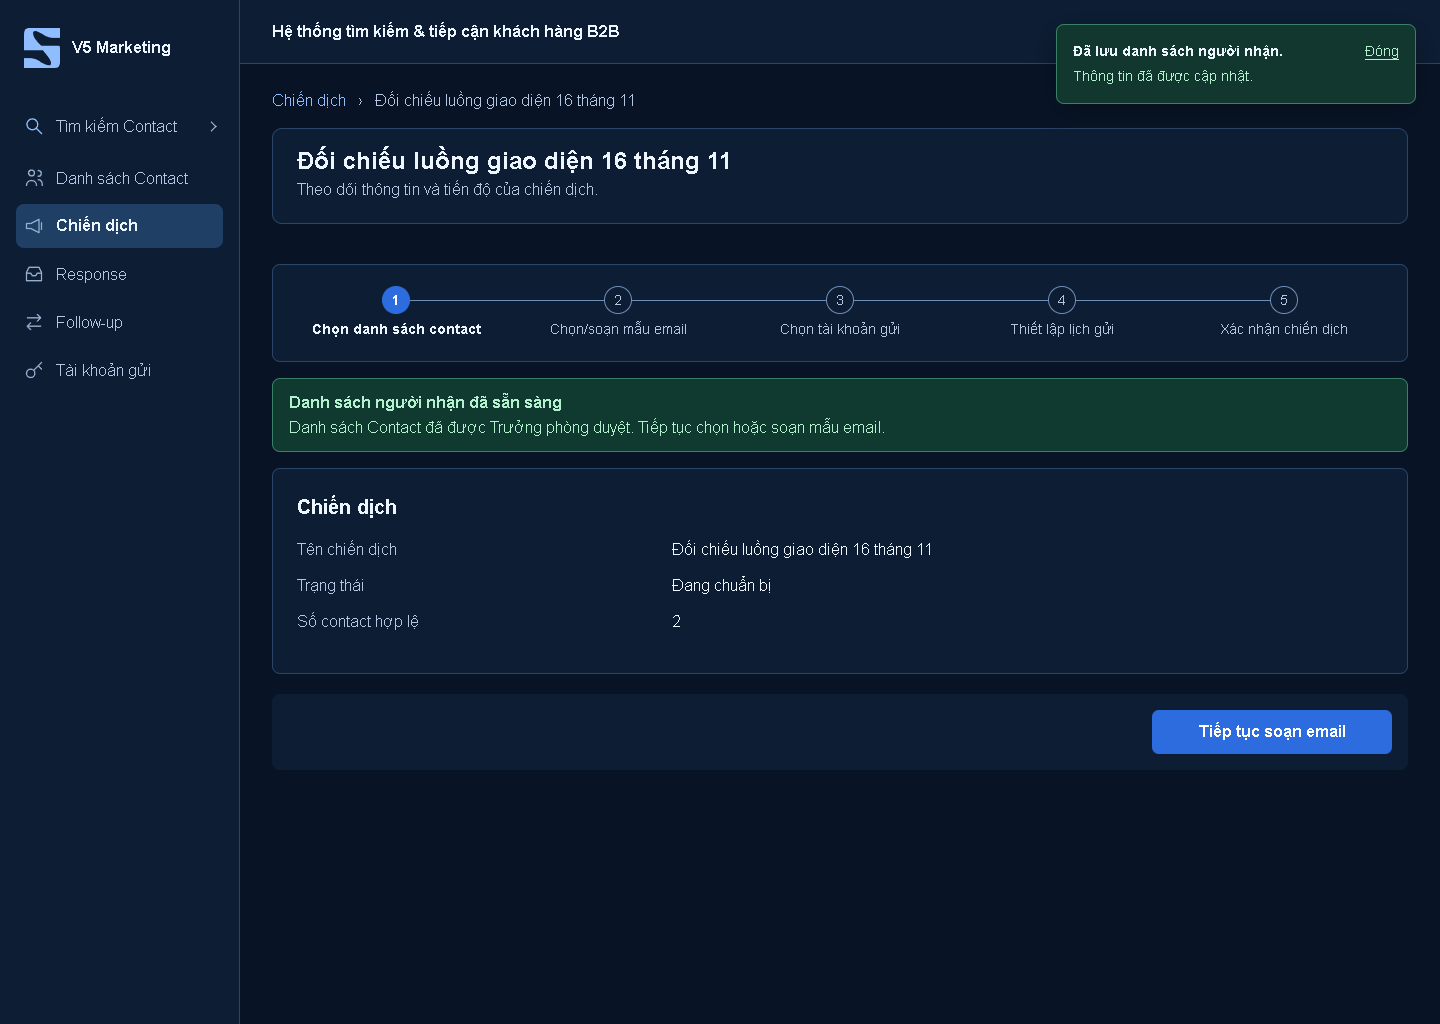 V5 Marketing
Tìm kiếm Contact
Danh sách Contact
Chiến dịch
Response
Follow-up
Tài khoản gửi
Hệ thống tìm kiếm & tiếp cận khách hàng B2B
Đã lưu danh sách người nhận.
Đóng
Thông tin đã được cập nhật.
Chiến dịch › Đối chiếu luồng giao diện 16 tháng 11
Đối chiếu luồng giao diện 16 tháng 11
Theo dõi thông tin và tiến độ của chiến dịch.
1
2
3
4
5
Chọn danh sách contact
Chọn/soạn mẫu email
Chọn tài khoản gửi
Thiết lập lịch gửi
Xác nhận chiến dịch
Danh sách người nhận đã sẵn sàng
Danh sách Contact đã được Trưởng phòng duyệt. Tiếp tục chọn hoặc soạn mẫu email.
Chiến dịch
Tên chiến dịch
Đối chiếu luồng giao diện 16 tháng 11
Trạng thái
Đang chuẩn bị
Số contact hợp lệ
2
Tiếp tục soạn email